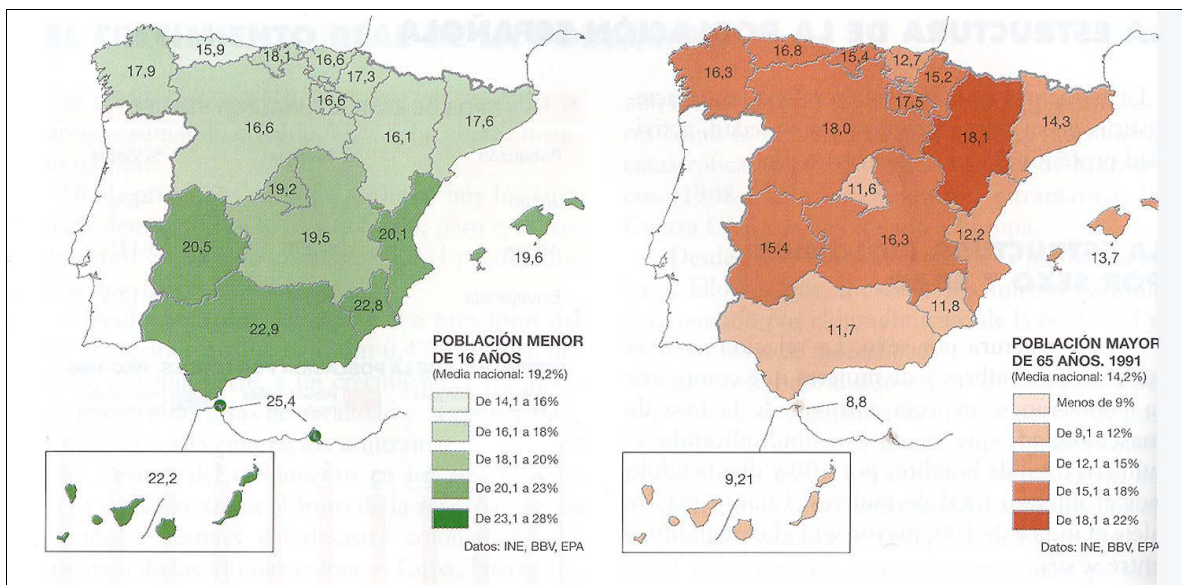 15,9
18,1
16,6
17,9
17,3
16,6
16,6
16,1
17,6
19,2
19,5
20,5
20,1
19,6
22,8
22,9
25,4
22,2
POBLACIÓN MENOR
DE 16 AÑOS
(Media nacional: 19,2%)
De 14,1 a 16%
De 16,1 a 18%
De 18,1 a 20%
De 20,1 a 23%
De 23,1 a 28%
Datos: INE, BBV, EPA
16,8
15,4
12,7
16,3
15,2
17,5
18,0
18,1
14,3
11,6
16,3
15,4
12,2
13,7
11,8
11,7
8,8
9,21
POBLACIÓN MAYOR
DE 65 AÑOS. 1991
(Media nacional: 14,2%)
Menos de 9%
De 9,1 a 12%
De 12,1 a 15%
De 15,1 a 18%
De 18,1 a 22%
Datos: INE, BBV, EPA